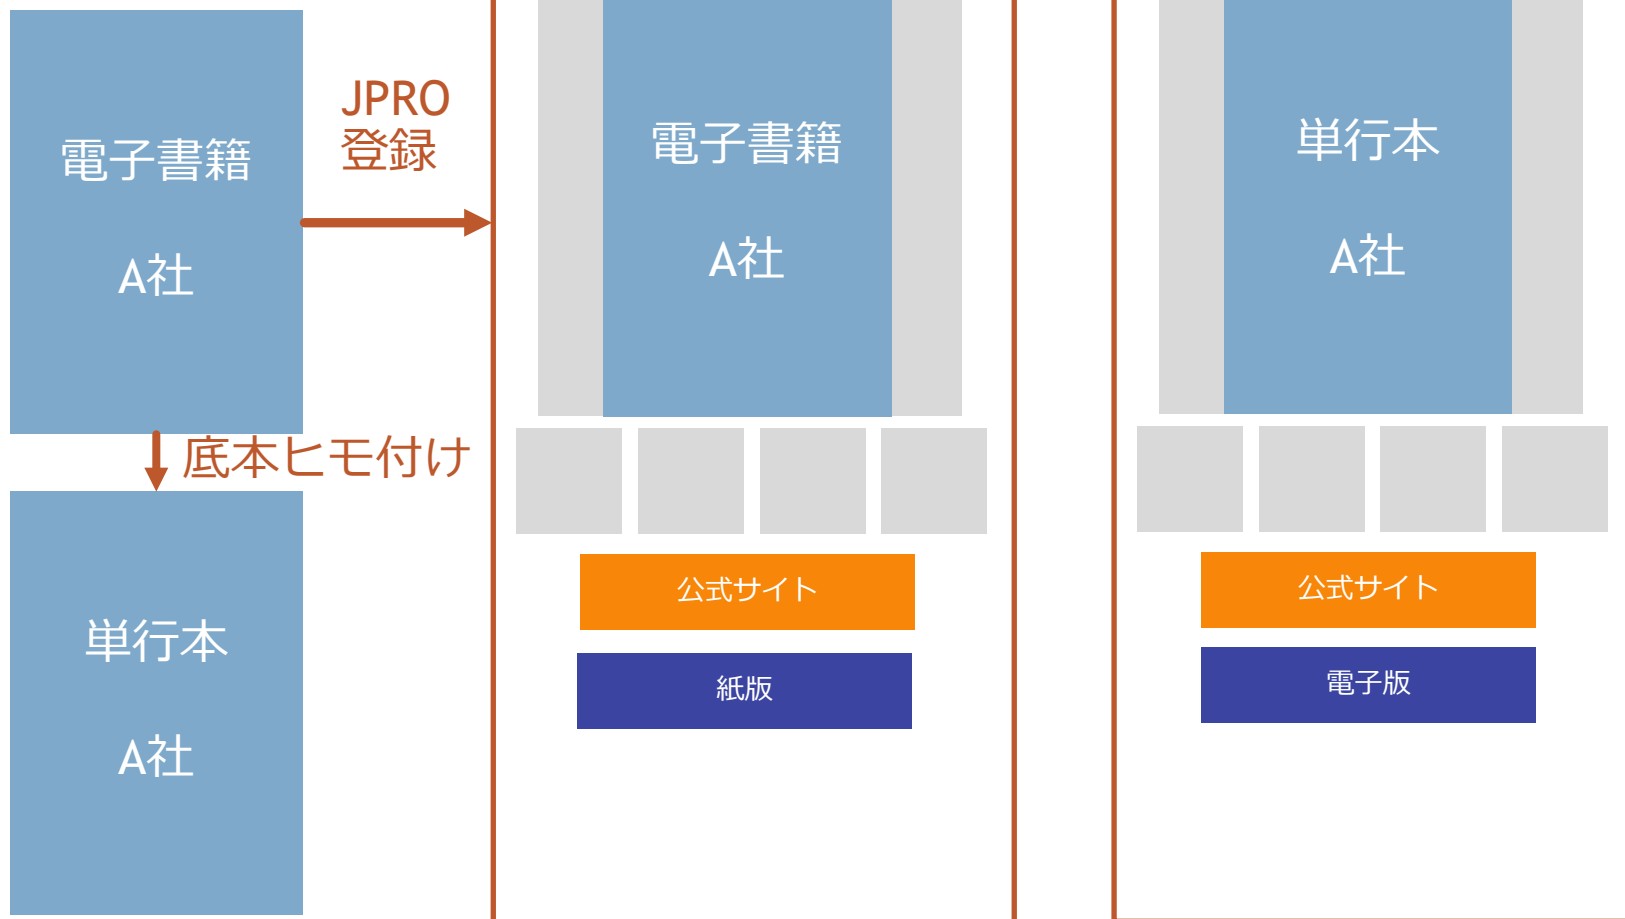 電子書籍
A社
JPRO
登録
底本ヒモ付け
単行本
A社
電子書籍
A社
公式サイト
紙版
単行本
A社
公式サイト
電子版